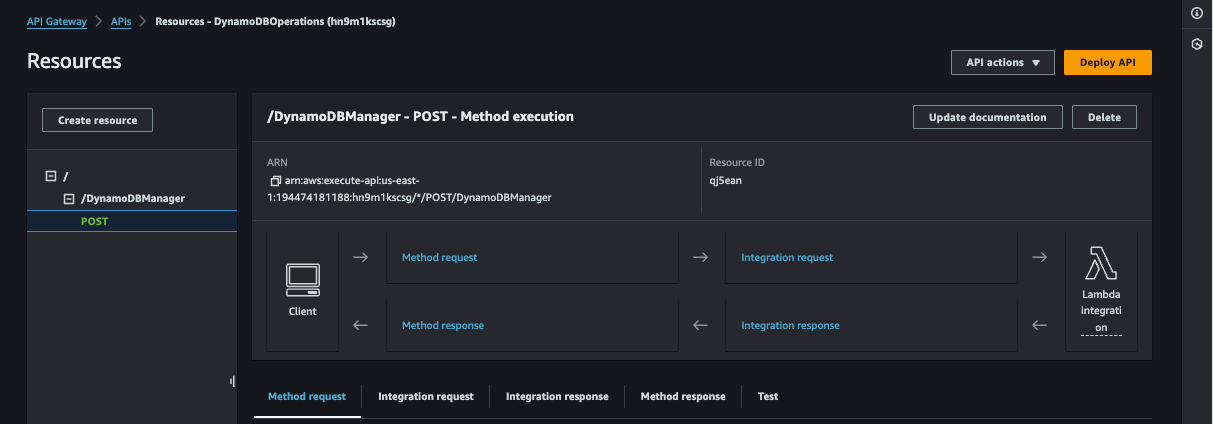 API Gateway > APIs > Resources - DynamoDBOperations (hn9m1kscsg)
Resources
API actions ▼
Deploy API
Create resource
/
/DynamoDBManager
POST
/DynamoDBManager - POST - Method execution
Update documentation
Delete
ARN
arn:aws:execute-api:us-east-
1:194474181188:hn9m1kscsg/*/POST/DynamoDBManager
Resource ID
qj5ean
Client
Method request
Integration request
Method response
Integration response
Lambda
integrati
on
Method request
Integration request
Integration response
Method response
Test